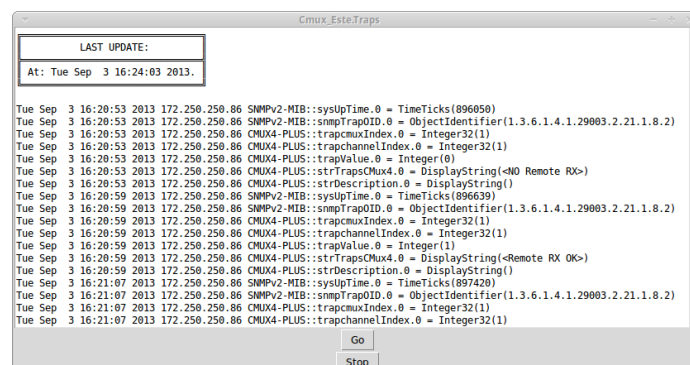 Cmux_Este.Traps
LAST UPDATE:
At: Tue Sep  3 16:24:03 2013.
Tue Sep  3 16:20:53 2013 172.250.250.86 SNMPv2-MIB::sysUpTime.0 = TimeTicks(896050)
Tue Sep  3 16:20:53 2013 172.250.250.86 SNMPv2-MIB::snmpTrapOID.0 = ObjectIdentifier(1.3.6.1.4.1.29003.2.21.1.8.2)
Tue Sep  3 16:20:53 2013 172.250.250.86 CMUX4-PLUS::trapcmuxIndex.0 = Integer32(1)
Tue Sep  3 16:20:53 2013 172.250.250.86 CMUX4-PLUS::trapchannelIndex.0 = Integer32(1)
Tue Sep  3 16:20:53 2013 172.250.250.86 CMUX4-PLUS::trapValue.0 = Integer(0)
Tue Sep  3 16:20:53 2013 172.250.250.86 CMUX4-PLUS::strTrapsCMux4.0 = DisplayString(<NO Remote RX>)
Tue Sep  3 16:20:53 2013 172.250.250.86 CMUX4-PLUS::strDescription.0 = DisplayString()
Tue Sep  3 16:20:59 2013 172.250.250.86 SNMPv2-MIB::sysUpTime.0 = TimeTicks(896639)
Tue Sep  3 16:20:59 2013 172.250.250.86 SNMPv2-MIB::snmpTrapOID.0 = ObjectIdentifier(1.3.6.1.4.1.29003.2.21.1.8.2)
Tue Sep  3 16:20:59 2013 172.250.250.86 CMUX4-PLUS::trapcmuxIndex.0 = Integer32(1)
Tue Sep  3 16:20:59 2013 172.250.250.86 CMUX4-PLUS::trapchannelIndex.0 = Integer32(1)
Tue Sep  3 16:20:59 2013 172.250.250.86 CMUX4-PLUS::trapValue.0 = Integer(1)
Tue Sep  3 16:20:59 2013 172.250.250.86 CMUX4-PLUS::strTrapsCMux4.0 = DisplayString(<Remote RX OK>)
Tue Sep  3 16:20:59 2013 172.250.250.86 CMUX4-PLUS::strDescription.0 = DisplayString()
Tue Sep  3 16:21:07 2013 172.250.250.86 SNMPv2-MIB::sysUpTime.0 = TimeTicks(897420)
Tue Sep  3 16:21:07 2013 172.250.250.86 SNMPv2-MIB::snmpTrapOID.0 = ObjectIdentifier(1.3.6.1.4.1.29003.2.21.1.8.2)
Tue Sep  3 16:21:07 2013 172.250.250.86 CMUX4-PLUS::trapcmuxIndex.0 = Integer32(1)
Tue Sep  3 16:21:07 2013 172.250.250.86 CMUX4-PLUS::trapchannelIndex.0 = Integer32(1)
Go
Stop